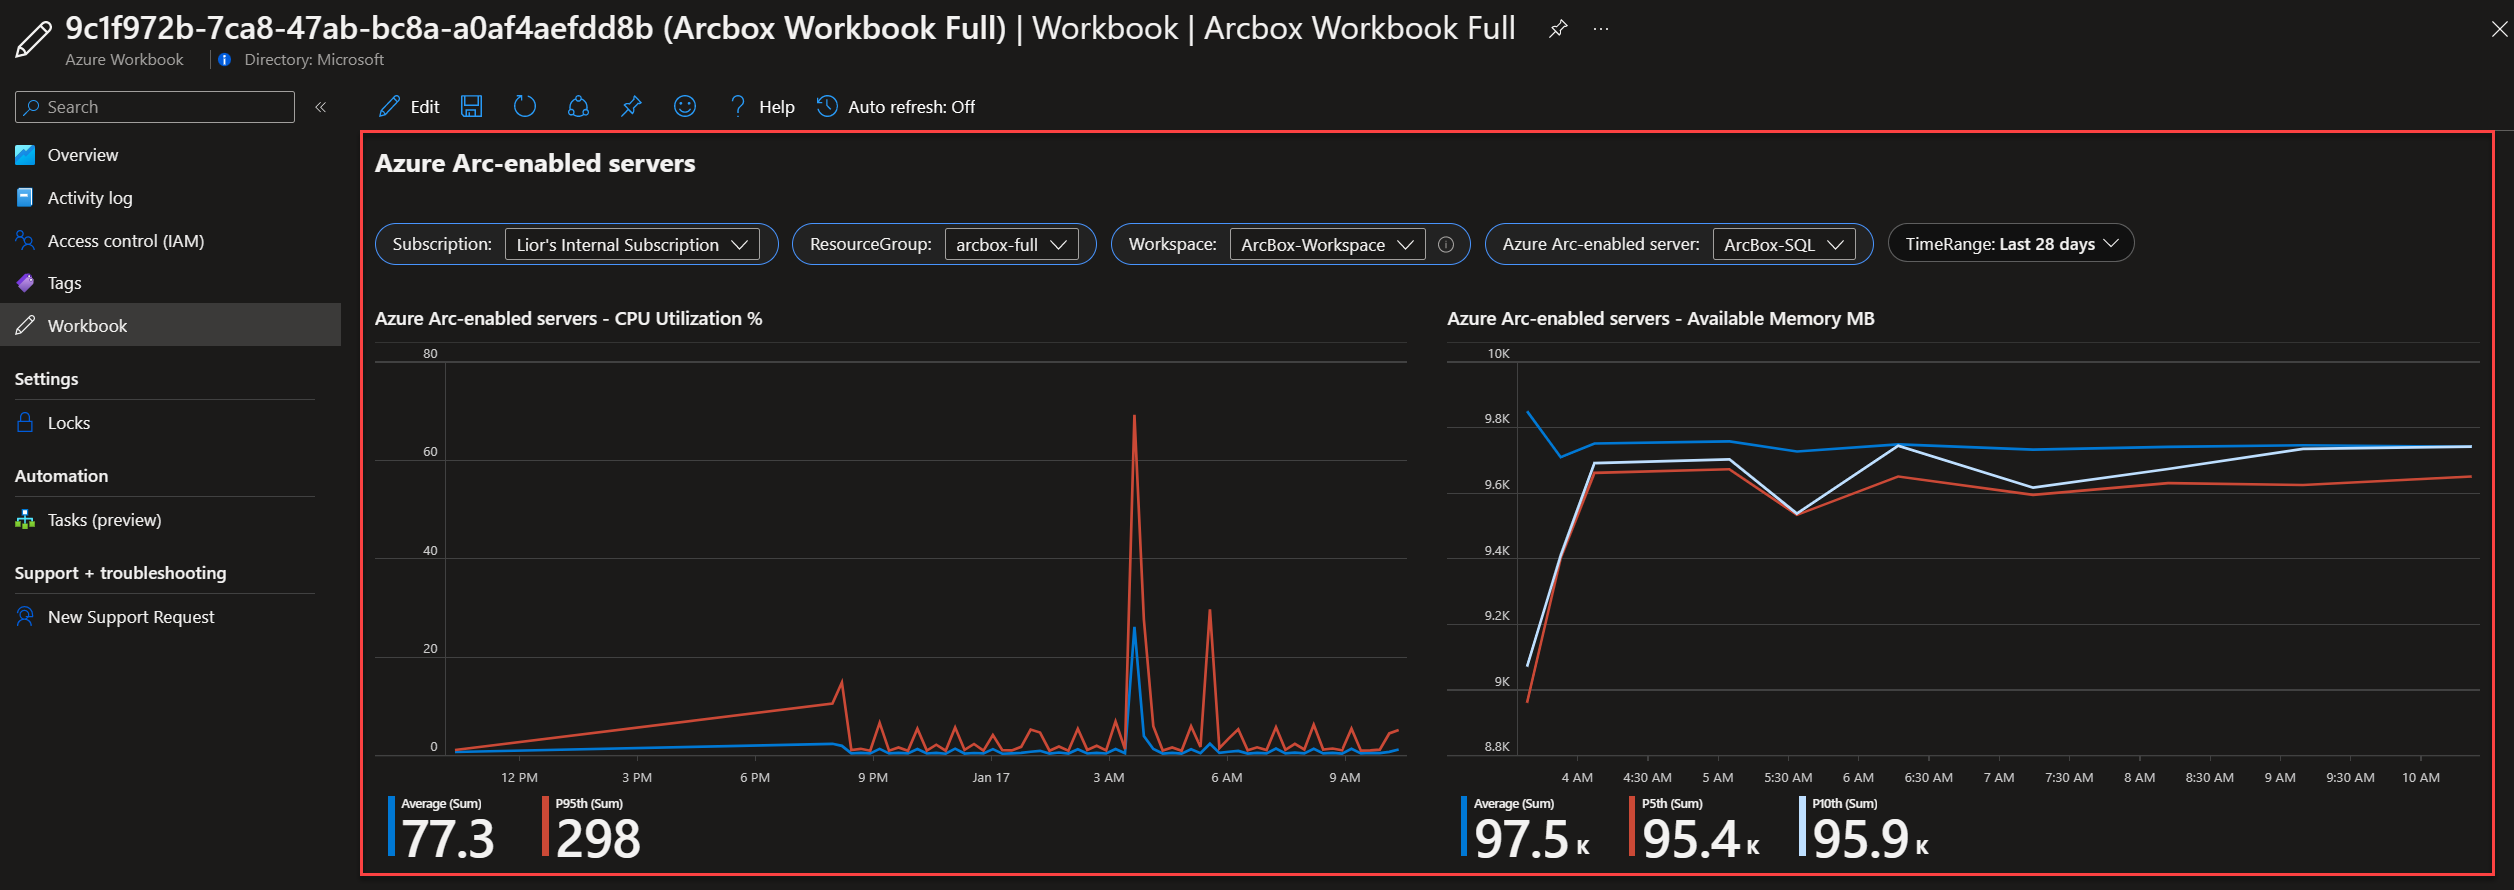 9c1f972b-7ca8-47ab-bc8a-a0af4aefdd8b (Arcbox Workbook Full) | Workbook | Arcbox Workbook Full
Azure Workbook
Directory: Microsoft
Search
Edit
Help
Auto refresh: Off
Overview
Activity log
Access control (IAM)
Tags
Workbook
Settings
Locks
Automation
Tasks (preview)
Support + troubleshooting
New Support Request
Azure Arc-enabled servers
Subscription: Lior's Internal Subscription
ResourceGroup: arcbox-full
Workspace: ArcBox-Workspace
Azure Arc-enabled server: ArcBox-SQL
TimeRange: Last 28 days
Azure Arc-enabled servers - CPU Utilization %
80
60
40
20
0
12 PM 3 PM 6 PM 9 PM Jan 17 3 AM 6 AM 9 AM
Average (Sum)
77.3
P95th (Sum)
298
Azure Arc-enabled servers - Available Memory MB
10K
9.8K
9.6K
9.4K
9.2K
9K
8.8K
4 AM 4:30 AM 5 AM 5:30 AM 6 AM 6:30 AM 7 AM 7:30 AM 8 AM 8:30 AM 9 AM 9:30 AM 10 AM
Average (Sum)
97.5 K
P5th (Sum)
95.4 K
P10th (Sum)
95.9 K